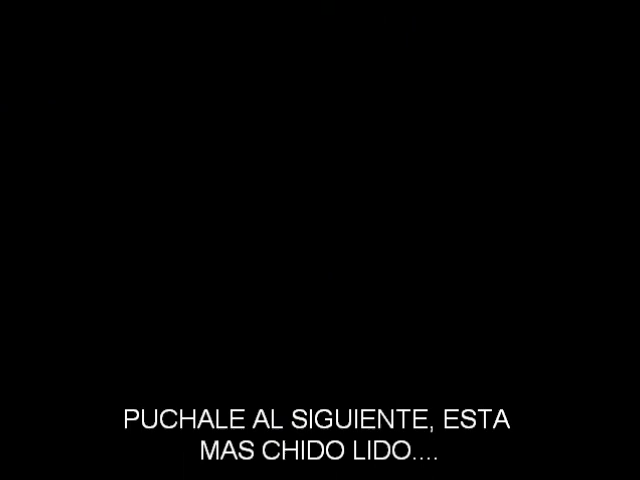 PUCHALE AL SIGUIENTE, ESTA
MAS CHIDO LIDO....